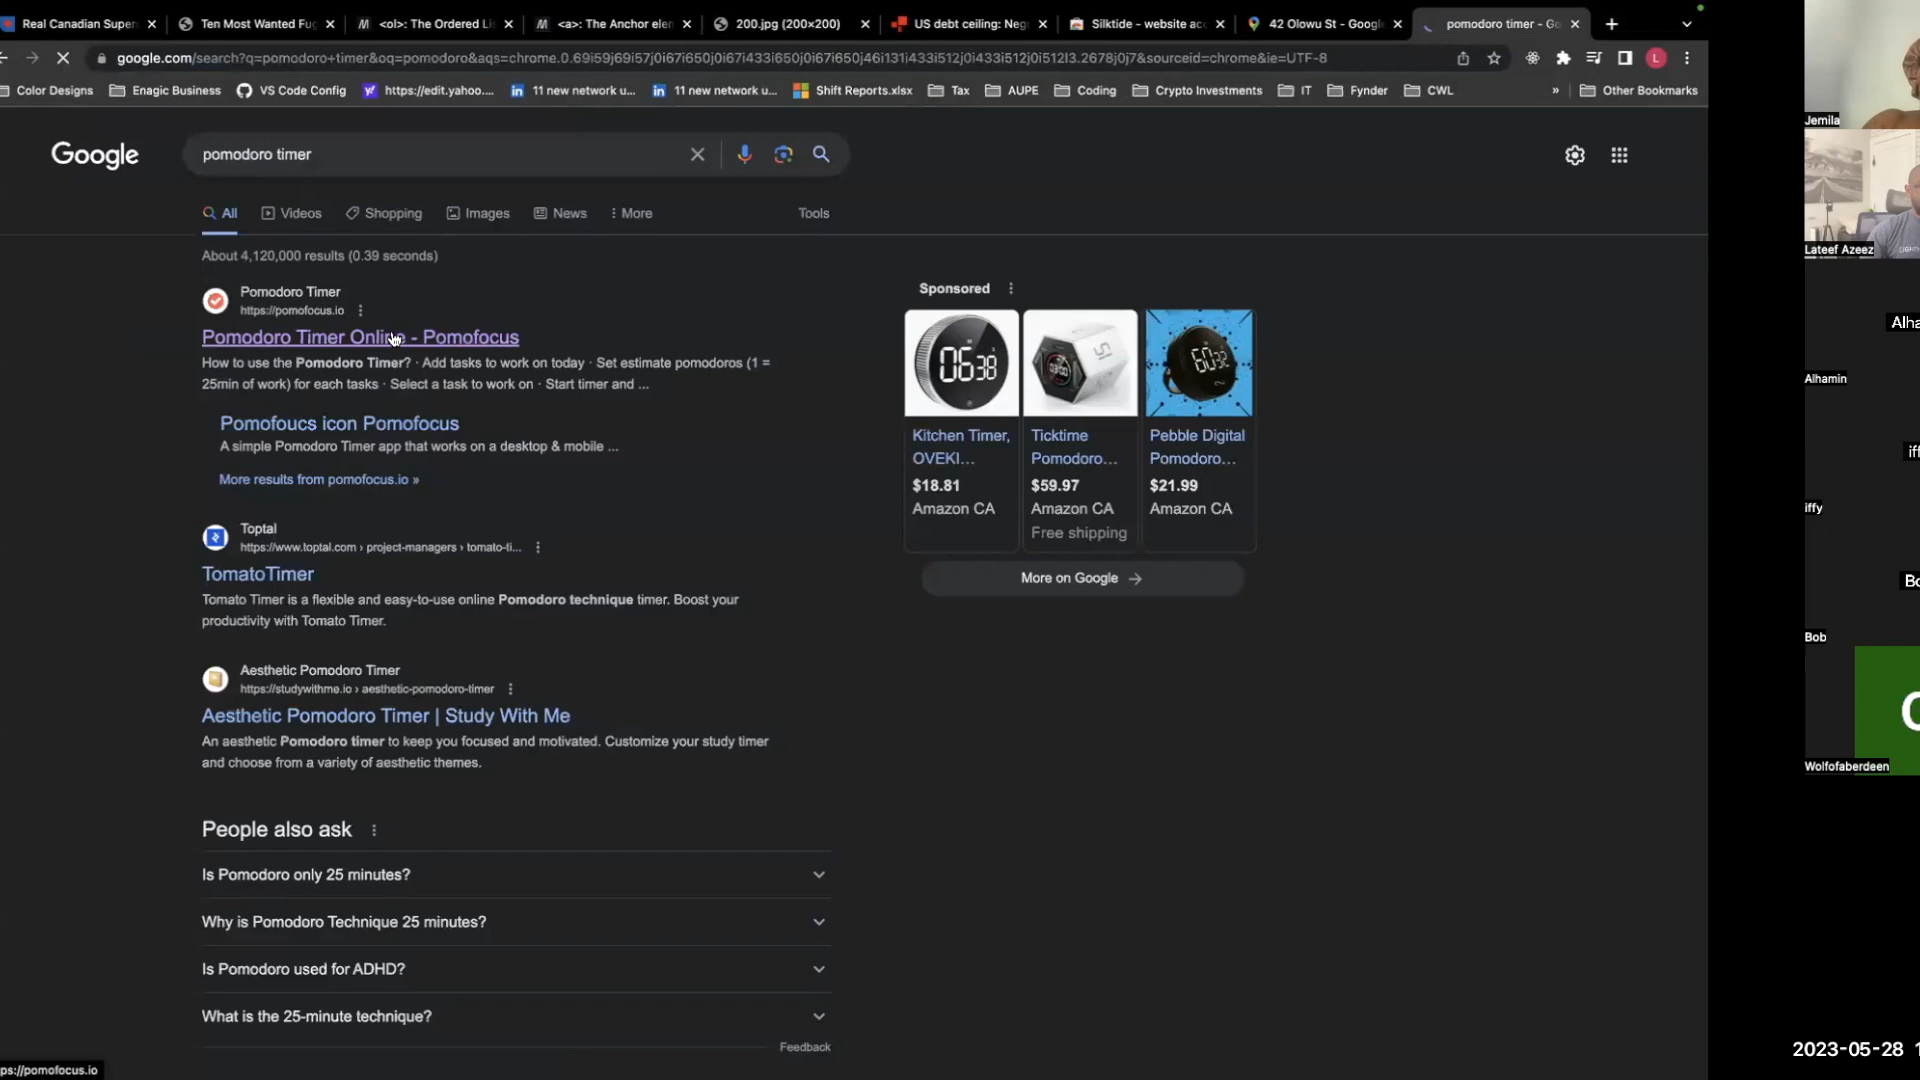 Real Canadian Super
Ten Most Wanted Fug
<ol>: The Ordered Lis
<a>: The Anchor elem
200.jpg (200×200)
US debt ceiling: Neg
Silktide - website acc
42 Olowu St - Google
pomodoro timer - Go
google.com/search?q=pomodoro+timer&oq=pomodoro&aqs=chrome.0.69i59j69i57j0i67i650j0i67i433i650j0i67i650j46i131i433i512j0i433i512j0i512l3.2678j0j7&sourceid=chrome&ie=UTF-8
Color Designs
Enagic Business
VS Code Config
https://edit.yahoo....
11 new network u...
11 new network u...
Shift Reports.xlsx
Tax
AUPE
Coding
Crypto Investments
IT
Fynder
CWL
»
Other Bookmarks
Google
pomodoro timer
All
Videos
Shopping
Images
News
More
Tools
About 4,120,000 results (0.39 seconds)
Pomodoro Timer
https://pomofocus.io
Pomodoro Timer Online - Pomofocus
How to use the Pomodoro Timer? · Add tasks to work on today · Set estimate pomodoros (1 =
25min of work) for each tasks · Select a task to work on · Start timer and ...
Pomofoucs icon Pomofocus
A simple Pomodoro Timer app that works on a desktop & mobile ...
More results from pomofocus.io »
Toptal
https://www.toptal.com › project-managers › tomato-ti...
TomatoTimer
Tomato Timer is a flexible and easy-to-use online Pomodoro technique timer. Boost your
productivity with Tomato Timer.
Aesthetic Pomodoro Timer
https://studywithme.io › aesthetic-pomodoro-timer
Aesthetic Pomodoro Timer | Study With Me
An aesthetic Pomodoro timer to keep you focused and motivated. Customize your study timer
and choose from a variety of aesthetic themes.
People also ask
Is Pomodoro only 25 minutes?
Why is Pomodoro Technique 25 minutes?
Is Pomodoro used for ADHD?
What is the 25-minute technique?
Feedback
ps://pomofocus.io
Sponsored
06 38
60 32
Kitchen Timer,
OVEKI...
$18.81
Amazon CA
Ticktime
Pomodoro...
$59.97
Amazon CA
Free shipping
Pebble Digital
Pomodoro...
$21.99
Amazon CA
More on Google
L
Jemila
Lateef Azeez
Alha
Alhamin
iff
iffy
Bo
Bob
Wolfofaberdeen
2023-05-28 1